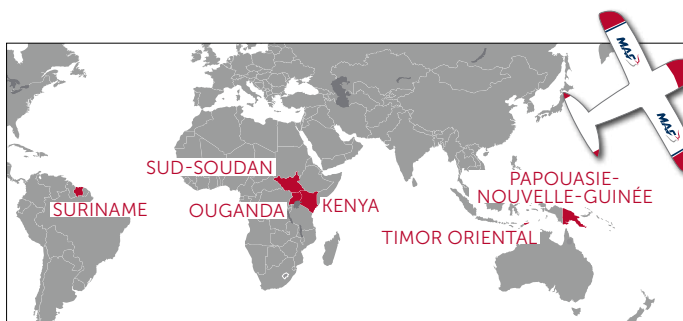 MAF
MAF
SUD-SOUDAN
PAPOUASIE-
NOUVELLE-GUINÉE
SURINAME
OUGANDA
KENYA
TIMOR ORIENTAL